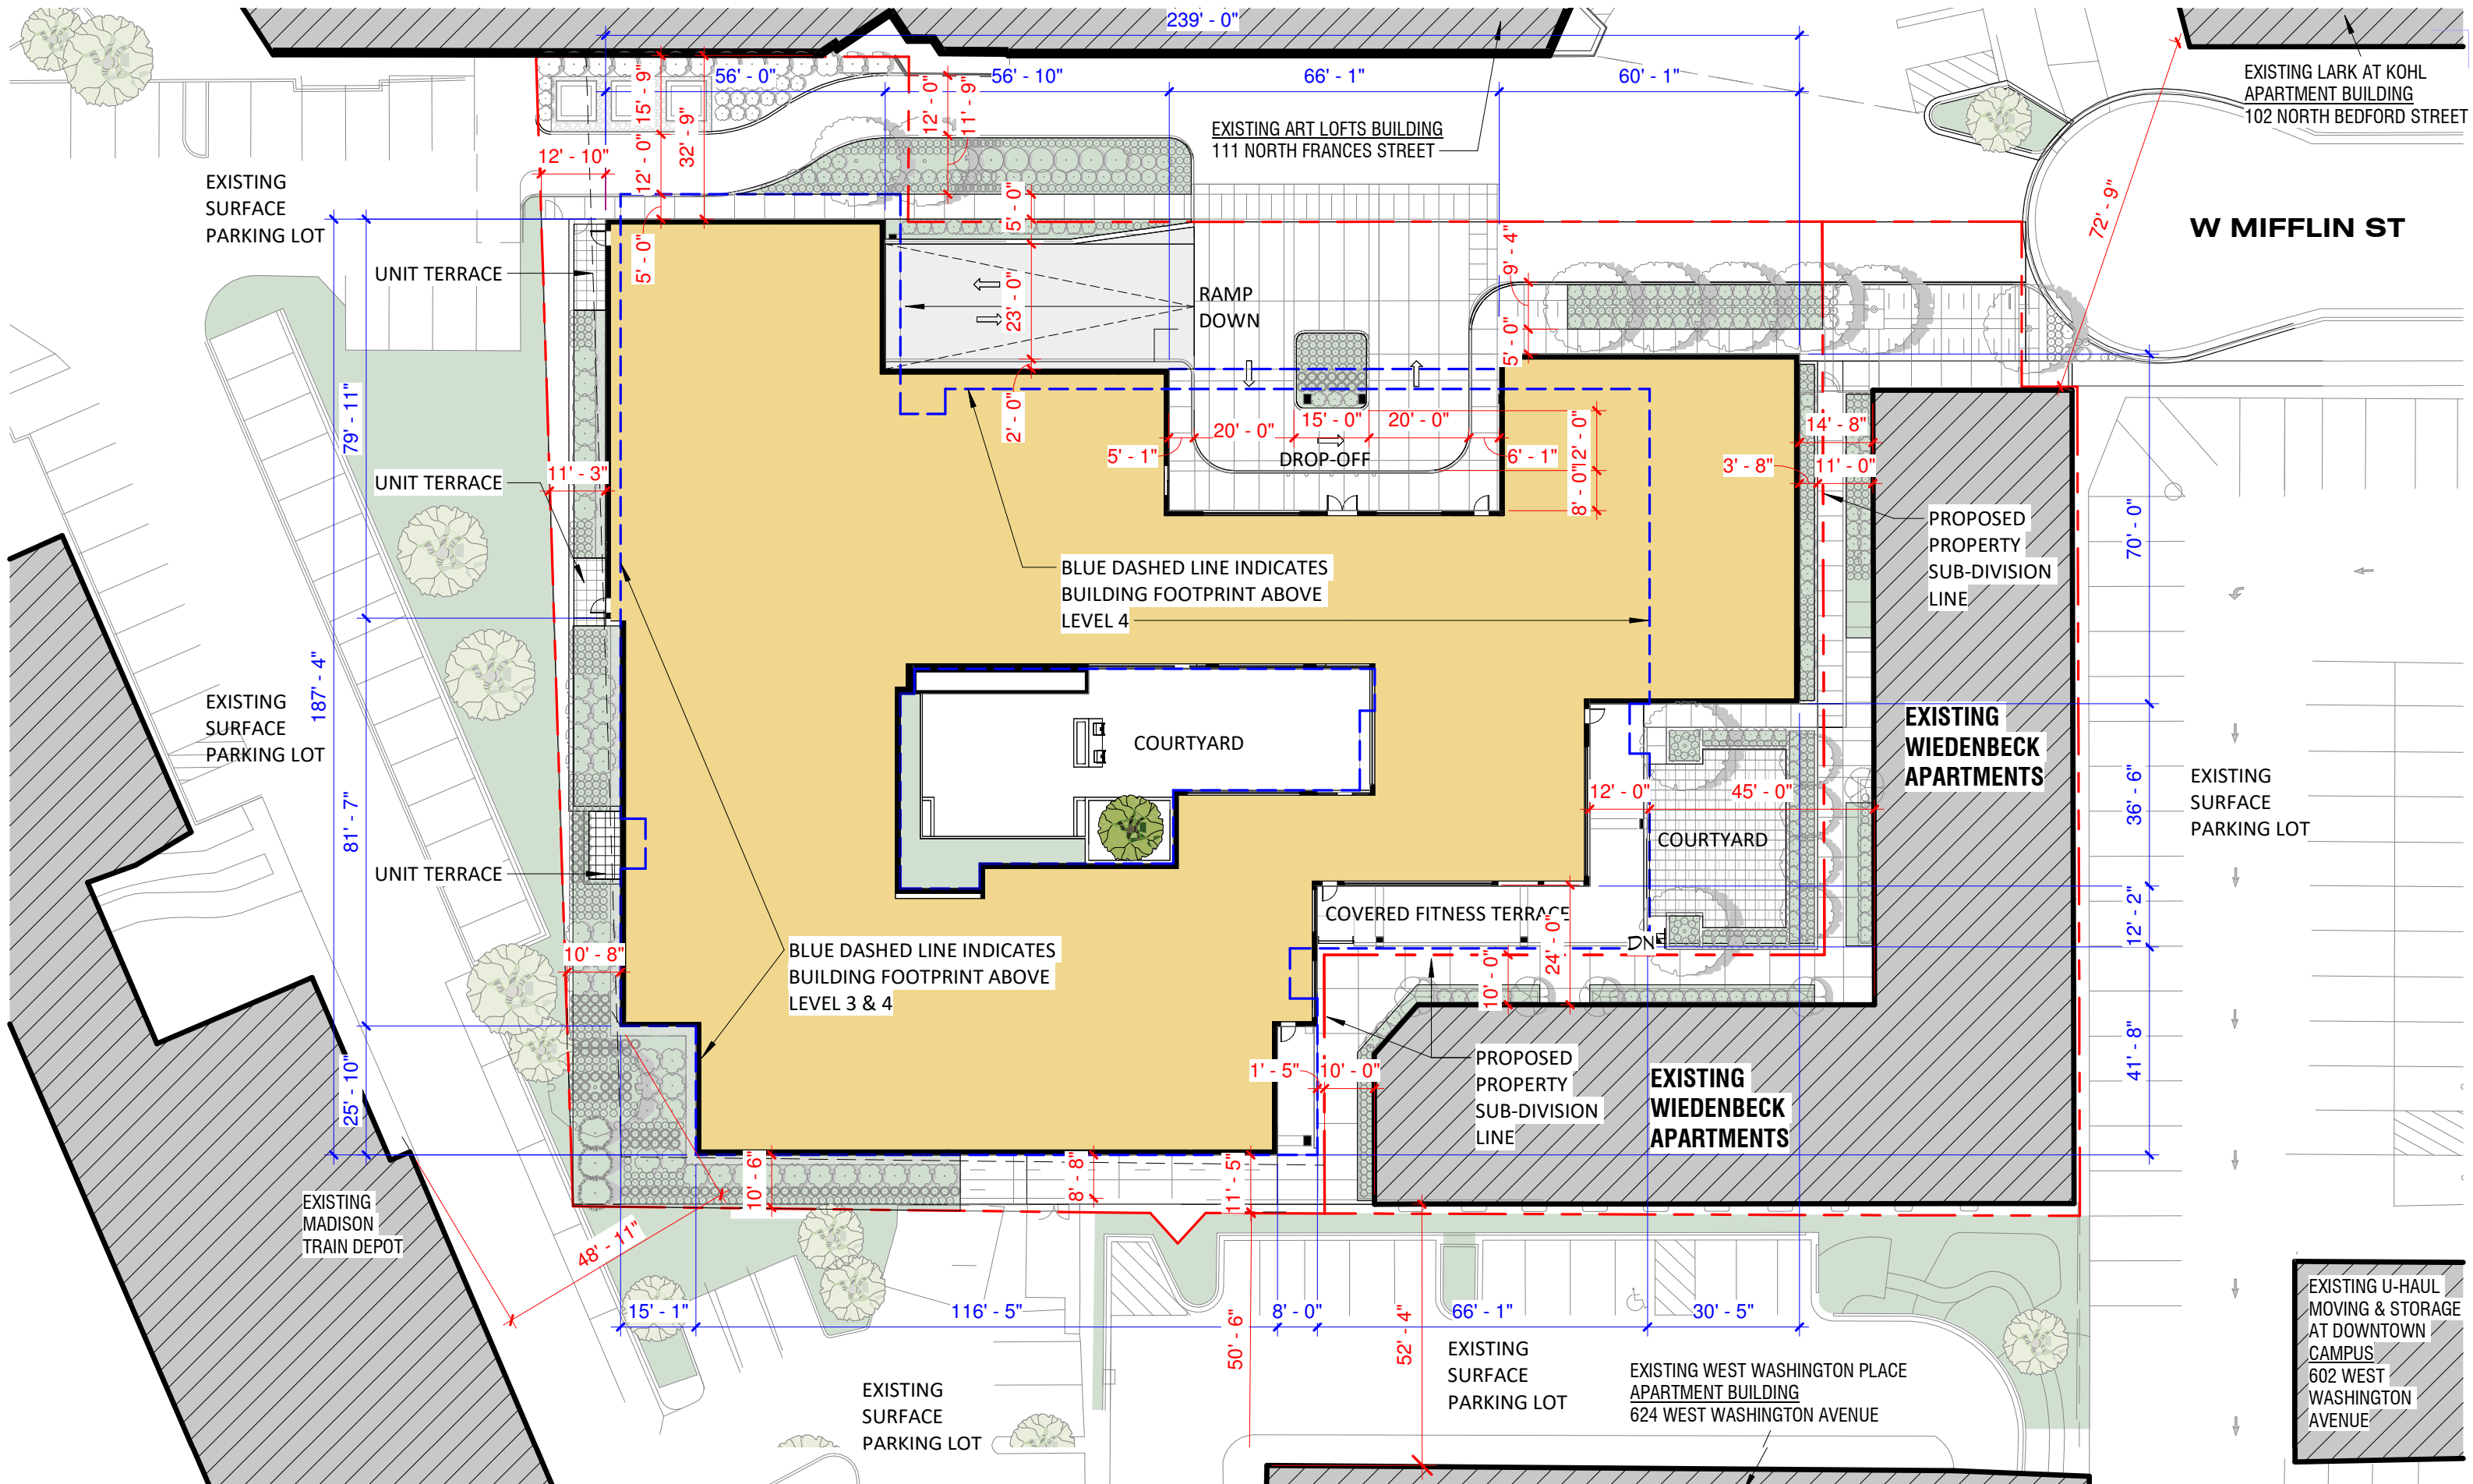 239' - 0"
56' - 0"
56' - 10"
66' - 1"
60' - 1"
15' - 9"
12' - 0"
32' - 9"
12' - 0"
11' - 9"
12' - 10"
5' - 0"
5' - 0"
EXISTING ART LOFTS BUILDING
111 NORTH FRANCES STREET
EXISTING LARK AT KOHL
APARTMENT BUILDING
102 NORTH BEDFORD STREET
72' - 9"
W MIFFLIN ST
EXISTING
SURFACE
PARKING LOT
UNIT TERRACE
23' - 0"
2' - 0"
RAMP
DOWN
9' - 4"
5' - 0"
20' - 0"
15' - 0"
20' - 0"
12' - 0"
8' - 0"
5' - 1"
6' - 1"
DROP-OFF
14' - 8"
3' - 8"
11' - 0"
79' - 11"
11' - 3"
UNIT TERRACE
PROPOSED
PROPERTY
SUB-DIVISION
LINE
70' - 0"
BLUE DASHED LINE INDICATES
BUILDING FOOTPRINT ABOVE
LEVEL 4
187' - 4"
EXISTING
SURFACE
PARKING LOT
COURTYARD
EXISTING
WIEDENBECK
APARTMENTS
12' - 0"
45' - 0"
COURTYARD
36' - 6"
EXISTING
SURFACE
PARKING LOT
81' - 7"
UNIT TERRACE
COVERED FITNESS TERRACE
DN
24' - 0"
10' - 0"
12' - 2"
10' - 8"
BLUE DASHED LINE INDICATES
BUILDING FOOTPRINT ABOVE
LEVEL 3 & 4
1' - 5"
10' - 0"
PROPOSED
PROPERTY
SUB-DIVISION
LINE
EXISTING
WIEDENBECK
APARTMENTS
41' - 8"
25' - 10"
10' - 6"
8' - 8"
11' - 5"
EXISTING
MADISON
TRAIN DEPOT
48' - 11"
15' - 1"
116' - 5"
8' - 0"
66' - 1"
30' - 5"
50' - 6"
52' - 4"
EXISTING
SURFACE
PARKING LOT
EXISTING
SURFACE
PARKING LOT
EXISTING WEST WASHINGTON PLACE
APARTMENT BUILDING
624 WEST WASHINGTON AVENUE
EXISTING U-HAUL
MOVING & STORAGE
AT DOWNTOWN
CAMPUS
602 WEST
WASHINGTON
AVENUE